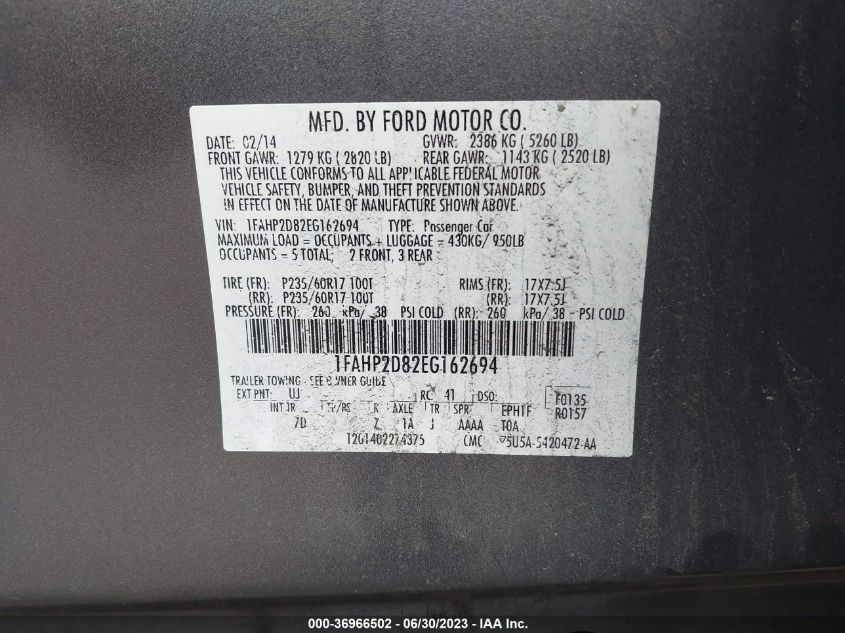 MFD. BY FORD MOTOR CO.
DATE: 02/14 GVWR: 2386 KG ( 5260 LB)
FRONT GAWR: 1279 KG ( 2820 LB) REAR GAWR: 1143 KG ( 2520 LB)
THIS VEHICLE CONFORMS TO ALL APPLICABLE FEDERAL MOTOR
VEHICLE SAFETY, BUMPER, AND THEFT PREVENTION STANDARDS
IN EFFECT ON THE DATE OF MANUFACTURE SHOWN ABOVE.
VIN: 1FAHP2D82EG162694 TYPE: Passenger Car
MAXIMUM LOAD = OCCUPANTS + LUGGAGE = 430KG/ 950LB
OCCUPANTS = 5 TOTAL; 2 FRONT, 3 REAR
TIRE (FR): P235/60R17 100T RIMS (FR): 17X7.5J
(RR): P235/60R17 100T (RR): 17X7.5J
PRESSURE (FR): 260 kPa/ 38 PSI COLD (RR): 260 kPa/ 38 PSI COLD
1FAHP2D82EG162694
TRAILER TOWING - SEE OWNER GUIDE
EXT PNT: UJ RC: 41 DSO: F0135
INT TR TP/PS R AXLE TR SPR EPH1F R0157
7D 2 1A J AAAA TOA
CMC 5U5A-5420472-AA
000-36966502 - 06/30/2023 - IAA Inc.